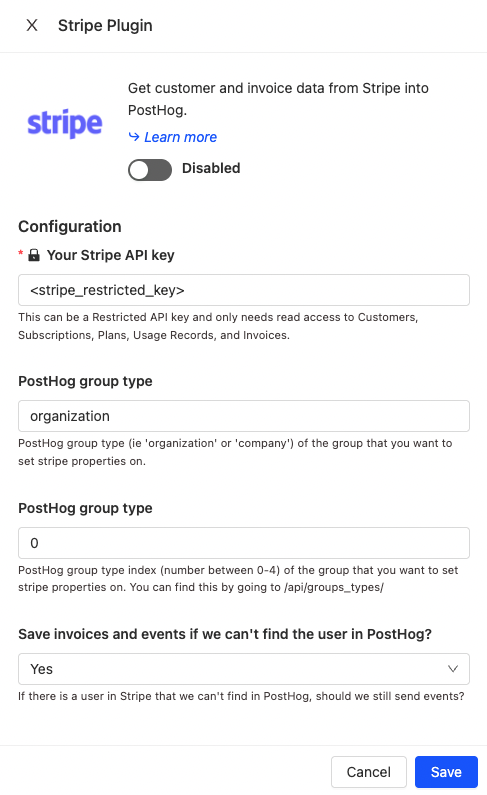 Stripe Plugin
stripe
Get customer and invoice data from Stripe into
PostHog.
↪ Learn more
Disabled
Configuration
* Your Stripe API key
<stripe_restricted_key>
This can be a Restricted API key and only needs read access to Customers,
Subscriptions, Plans, Usage Records, and Invoices.
PostHog group type
organization
PostHog group type (ie 'organization' or 'company') of the group that you want to
set stripe properties on.
PostHog group type
0
PostHog group type index (number between 0-4) of the group that you want to set
stripe properties on. You can find this by going to /api/groups_types/
Save invoices and events if we can't find the user in PostHog?
Yes
If there is a user in Stripe that we can't find in PostHog, should we still send events?
Cancel
Save